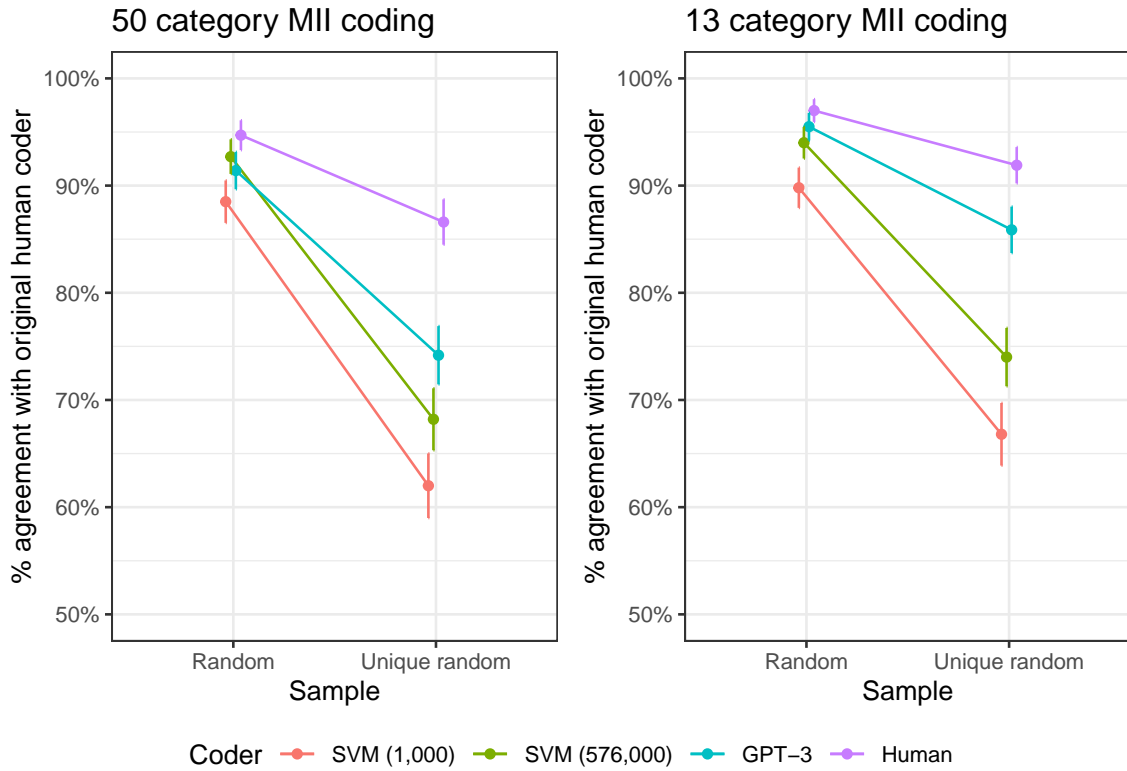 50 category MII coding
% agreement with original human coder
100%
90%
80%
70%
60%
50%
Random
Unique random
Sample
13 category MII coding
% agreement with original human coder
100%
90%
80%
70%
60%
50%
Random
Unique random
Sample
Coder SVM (1,000) SVM (576,000) GPT−3 Human